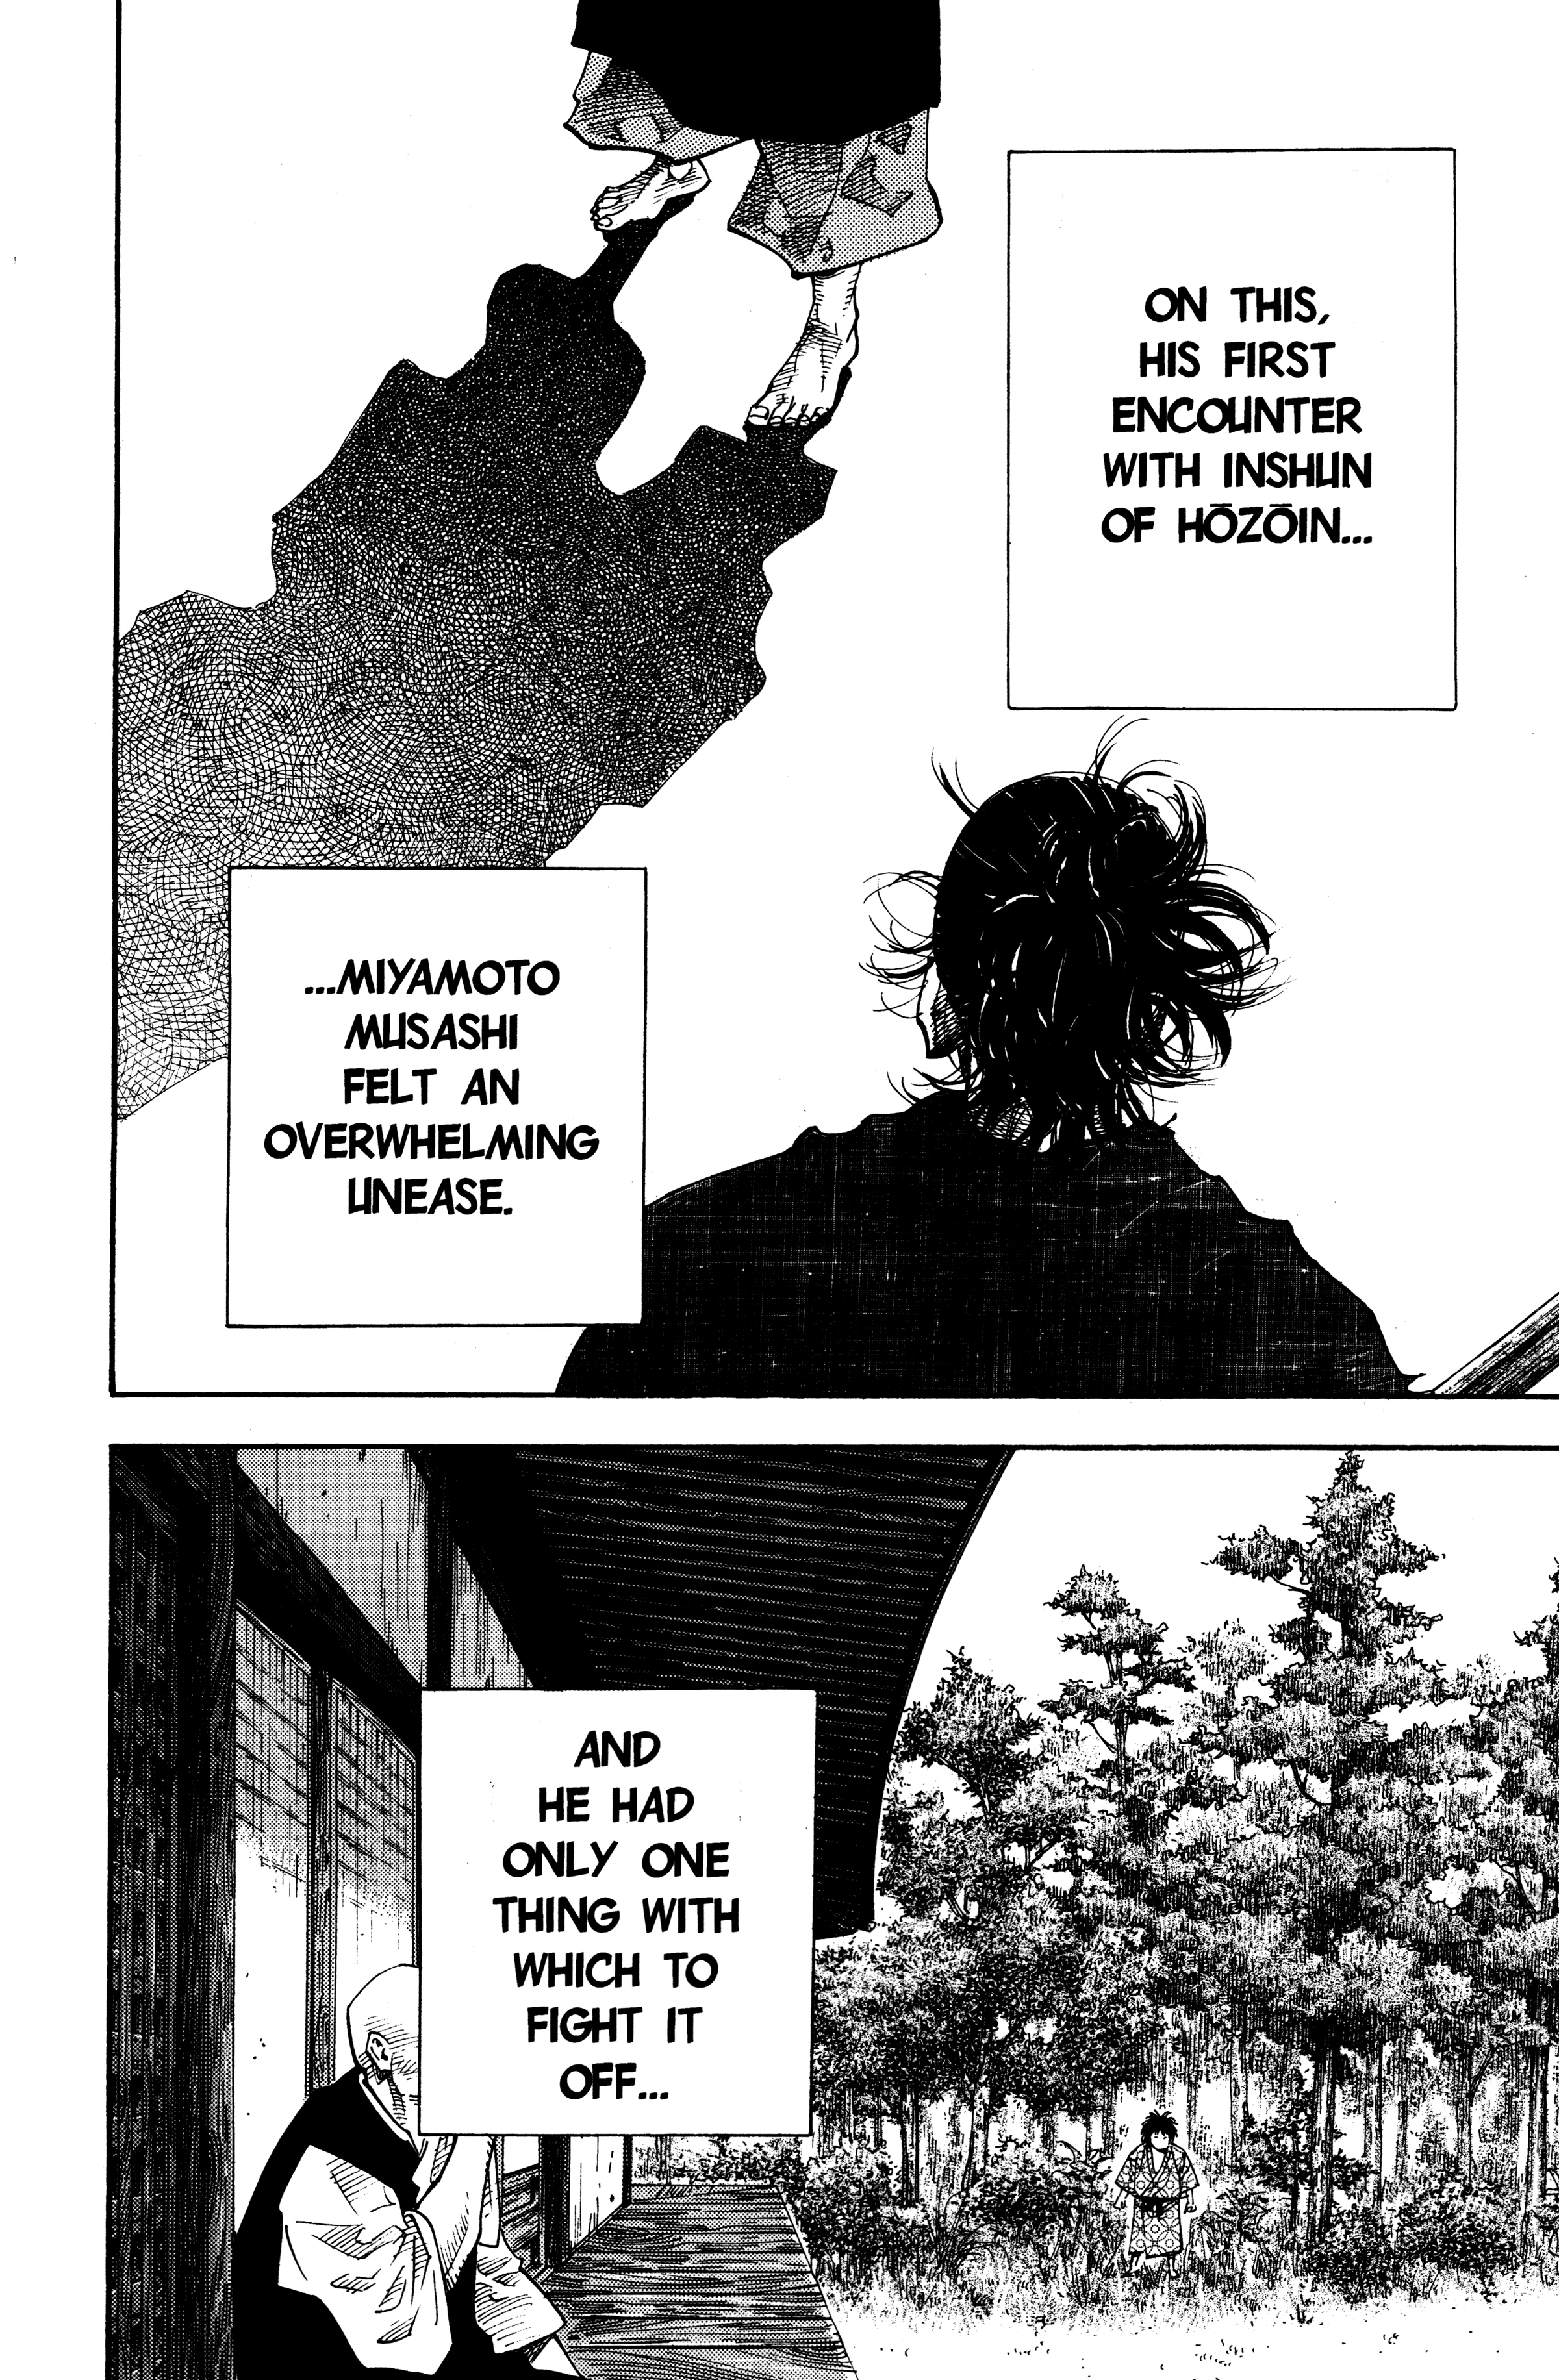 ON THIS,
HIS FIRST
ENCOUNTER
WITH INSHUN
OF HŌZŌIN...
...MIYAMOTO
MUSASHI
FELT AN
OVERWHELMING
UNEASE.
AND
HE HAD
ONLY ONE
THING WITH
WHICH TO
FIGHT IT
OFF...